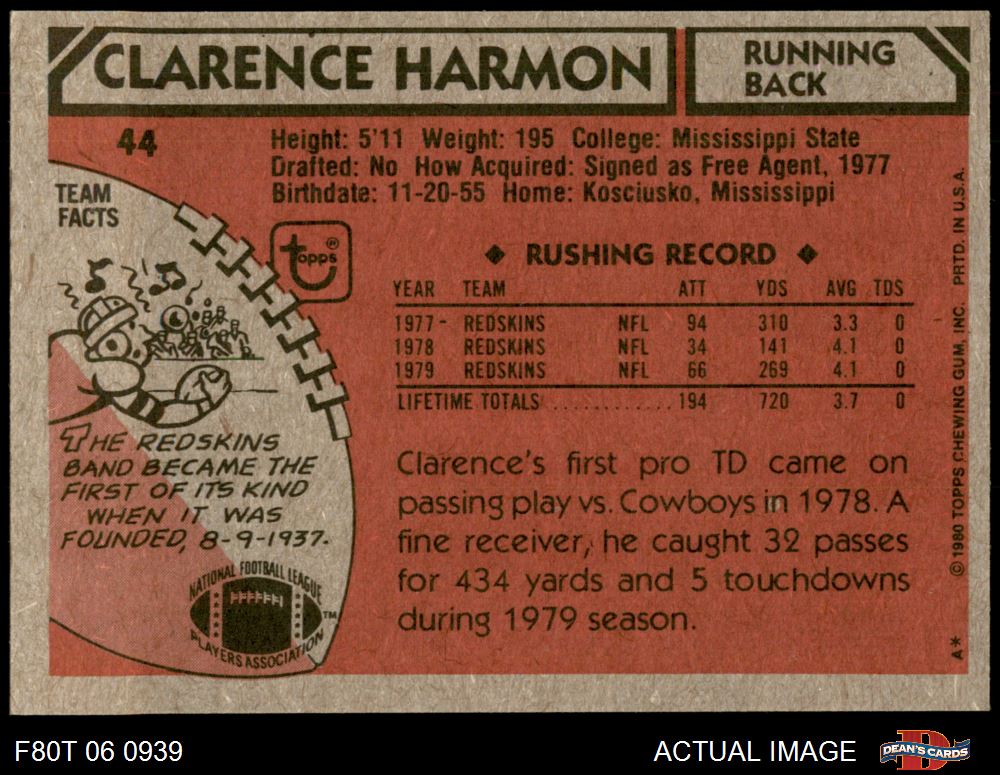 CLARENCE HARMON
RUNNING
BACK
44
Height: 5'11 Weight: 195 College: Mississippi State
Drafted: No How Acquired: Signed as Free Agent, 1977
Birthdate: 11-20-55 Home: Kosciusko, Mississippi
TEAM
FACTS
topps®
◆ RUSHING RECORD ◆
YEAR TEAM ATT YDS AVG TDS
1977- REDSKINS NFL 94 310 3.3 0
1978 REDSKINS NFL 34 141 4.1 0
1979 REDSKINS NFL 66 269 4.1 0
LIFETIME TOTALS ............ 194 720 3.7 0
THE REDSKINS
BAND BECAME THE
FIRST OF ITS KIND
WHEN IT WAS
FOUNDED, 8-9-1937.
Clarence's first pro TD came on
passing play vs. Cowboys in 1978. A
fine receiver, he caught 32 passes
for 434 yards and 5 touchdowns
during 1979 season.
NATIONAL FOOTBALL LEAGUE
PLAYERS ASSOCIATION
™
A* © 1980 TOPPS CHEWING GUM, INC. PRTD. IN U.S.A.
F80T 06 0939
ACTUAL IMAGE
D
DEAN'S CARDS